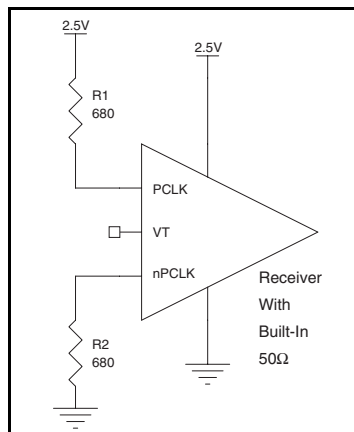 2.5V
2.5V
R1
680
PCLK
VT
nPCLK
Receiver
With
Built-In
50Ω
R2
680